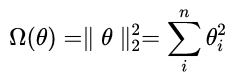 Ω(θ) =∥ θ ∥₂²= ∑ᵢⁿ θᵢ²